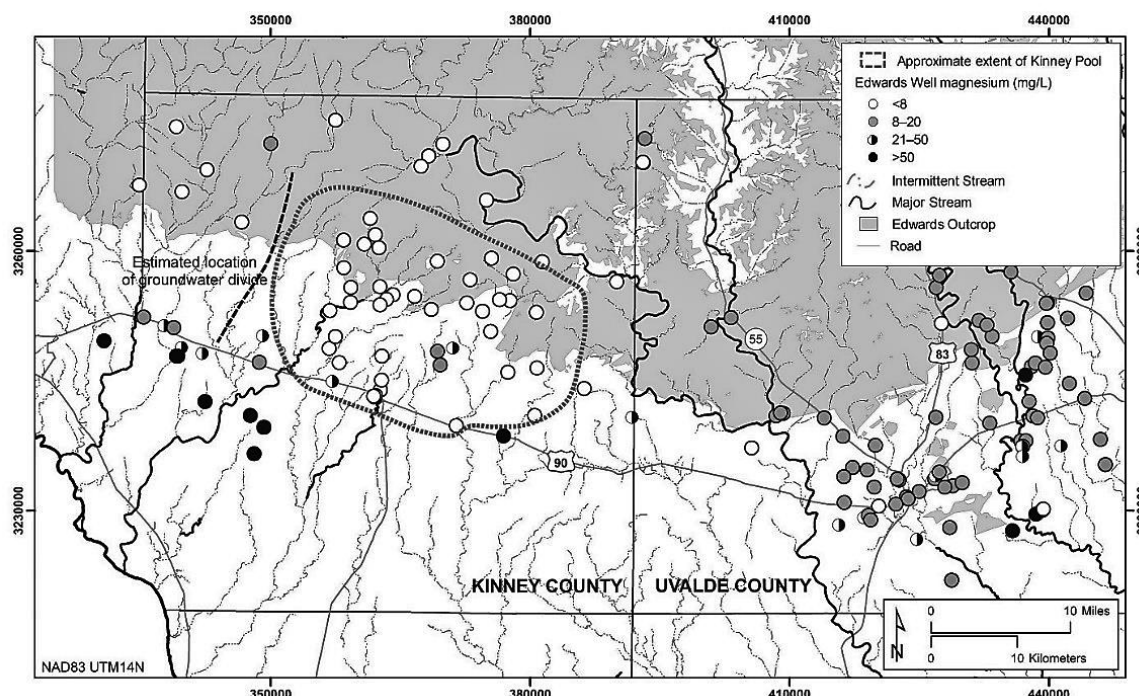 350000 380000 410000 440000
Approximate extent of Kinney Pool
Edwards Well magnesium (mg/L)
<8
8–20
21–50
>50
Intermittent Stream
Major Stream
Edwards Outcrop
Road
3260000
Estimated location
of groundwater divide
55
83
90
3230000
KINNEY COUNTY UVALDE COUNTY
0 10 Miles
0 10 Kilometers
N
NAD83 UTM14N
350000 380000 410000 440000